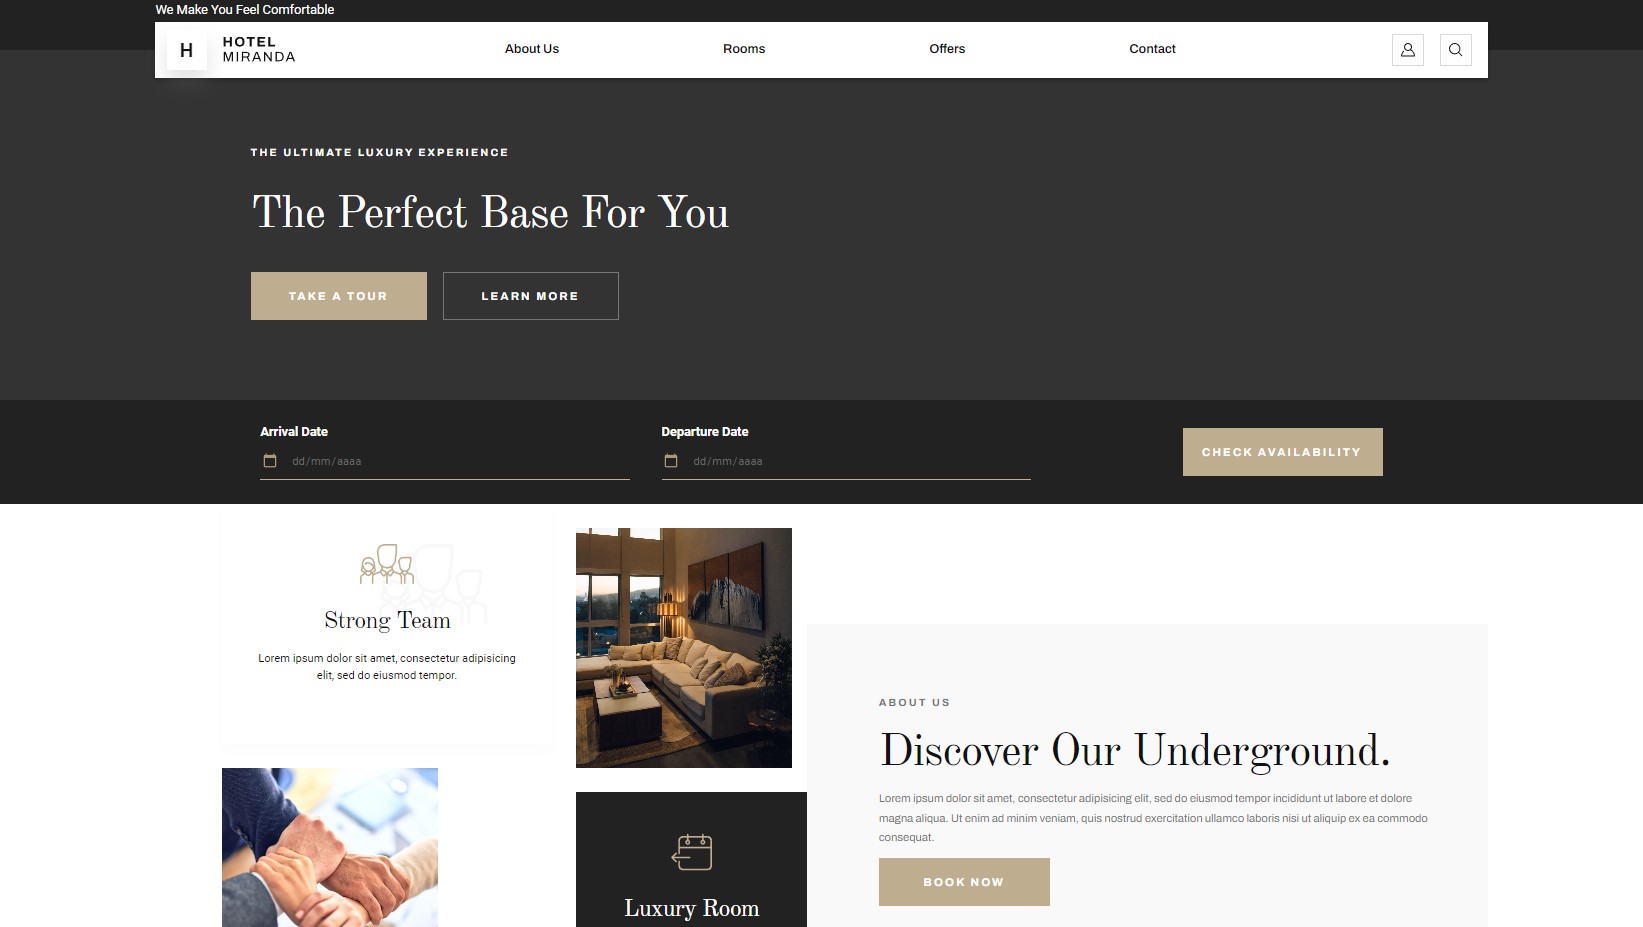 We Make You Feel Comfortable
H
HOTEL
MIRANDA
About Us
Rooms
Offers
Contact
THE ULTIMATE LUXURY EXPERIENCE
The Perfect Base For You
TAKE A TOUR
LEARN MORE
Arrival Date
dd/mm/aaaa
Departure Date
dd/mm/aaaa
CHECK AVAILABILITY
Strong Team
Lorem ipsum dolor sit amet, consectetur adipisicing
elit, sed do eiusmod tempor.
Luxury Room
ABOUT US
Discover Our Underground.
Lorem ipsum dolor sit amet, consectetur adipisicing elit, sed do eiusmod tempor incididunt ut labore et dolore
magna aliqua. Ut enim ad minim veniam, quis nostrud exercitation ullamco laboris nisi ut aliquip ex ea commodo
consequat.
BOOK NOW